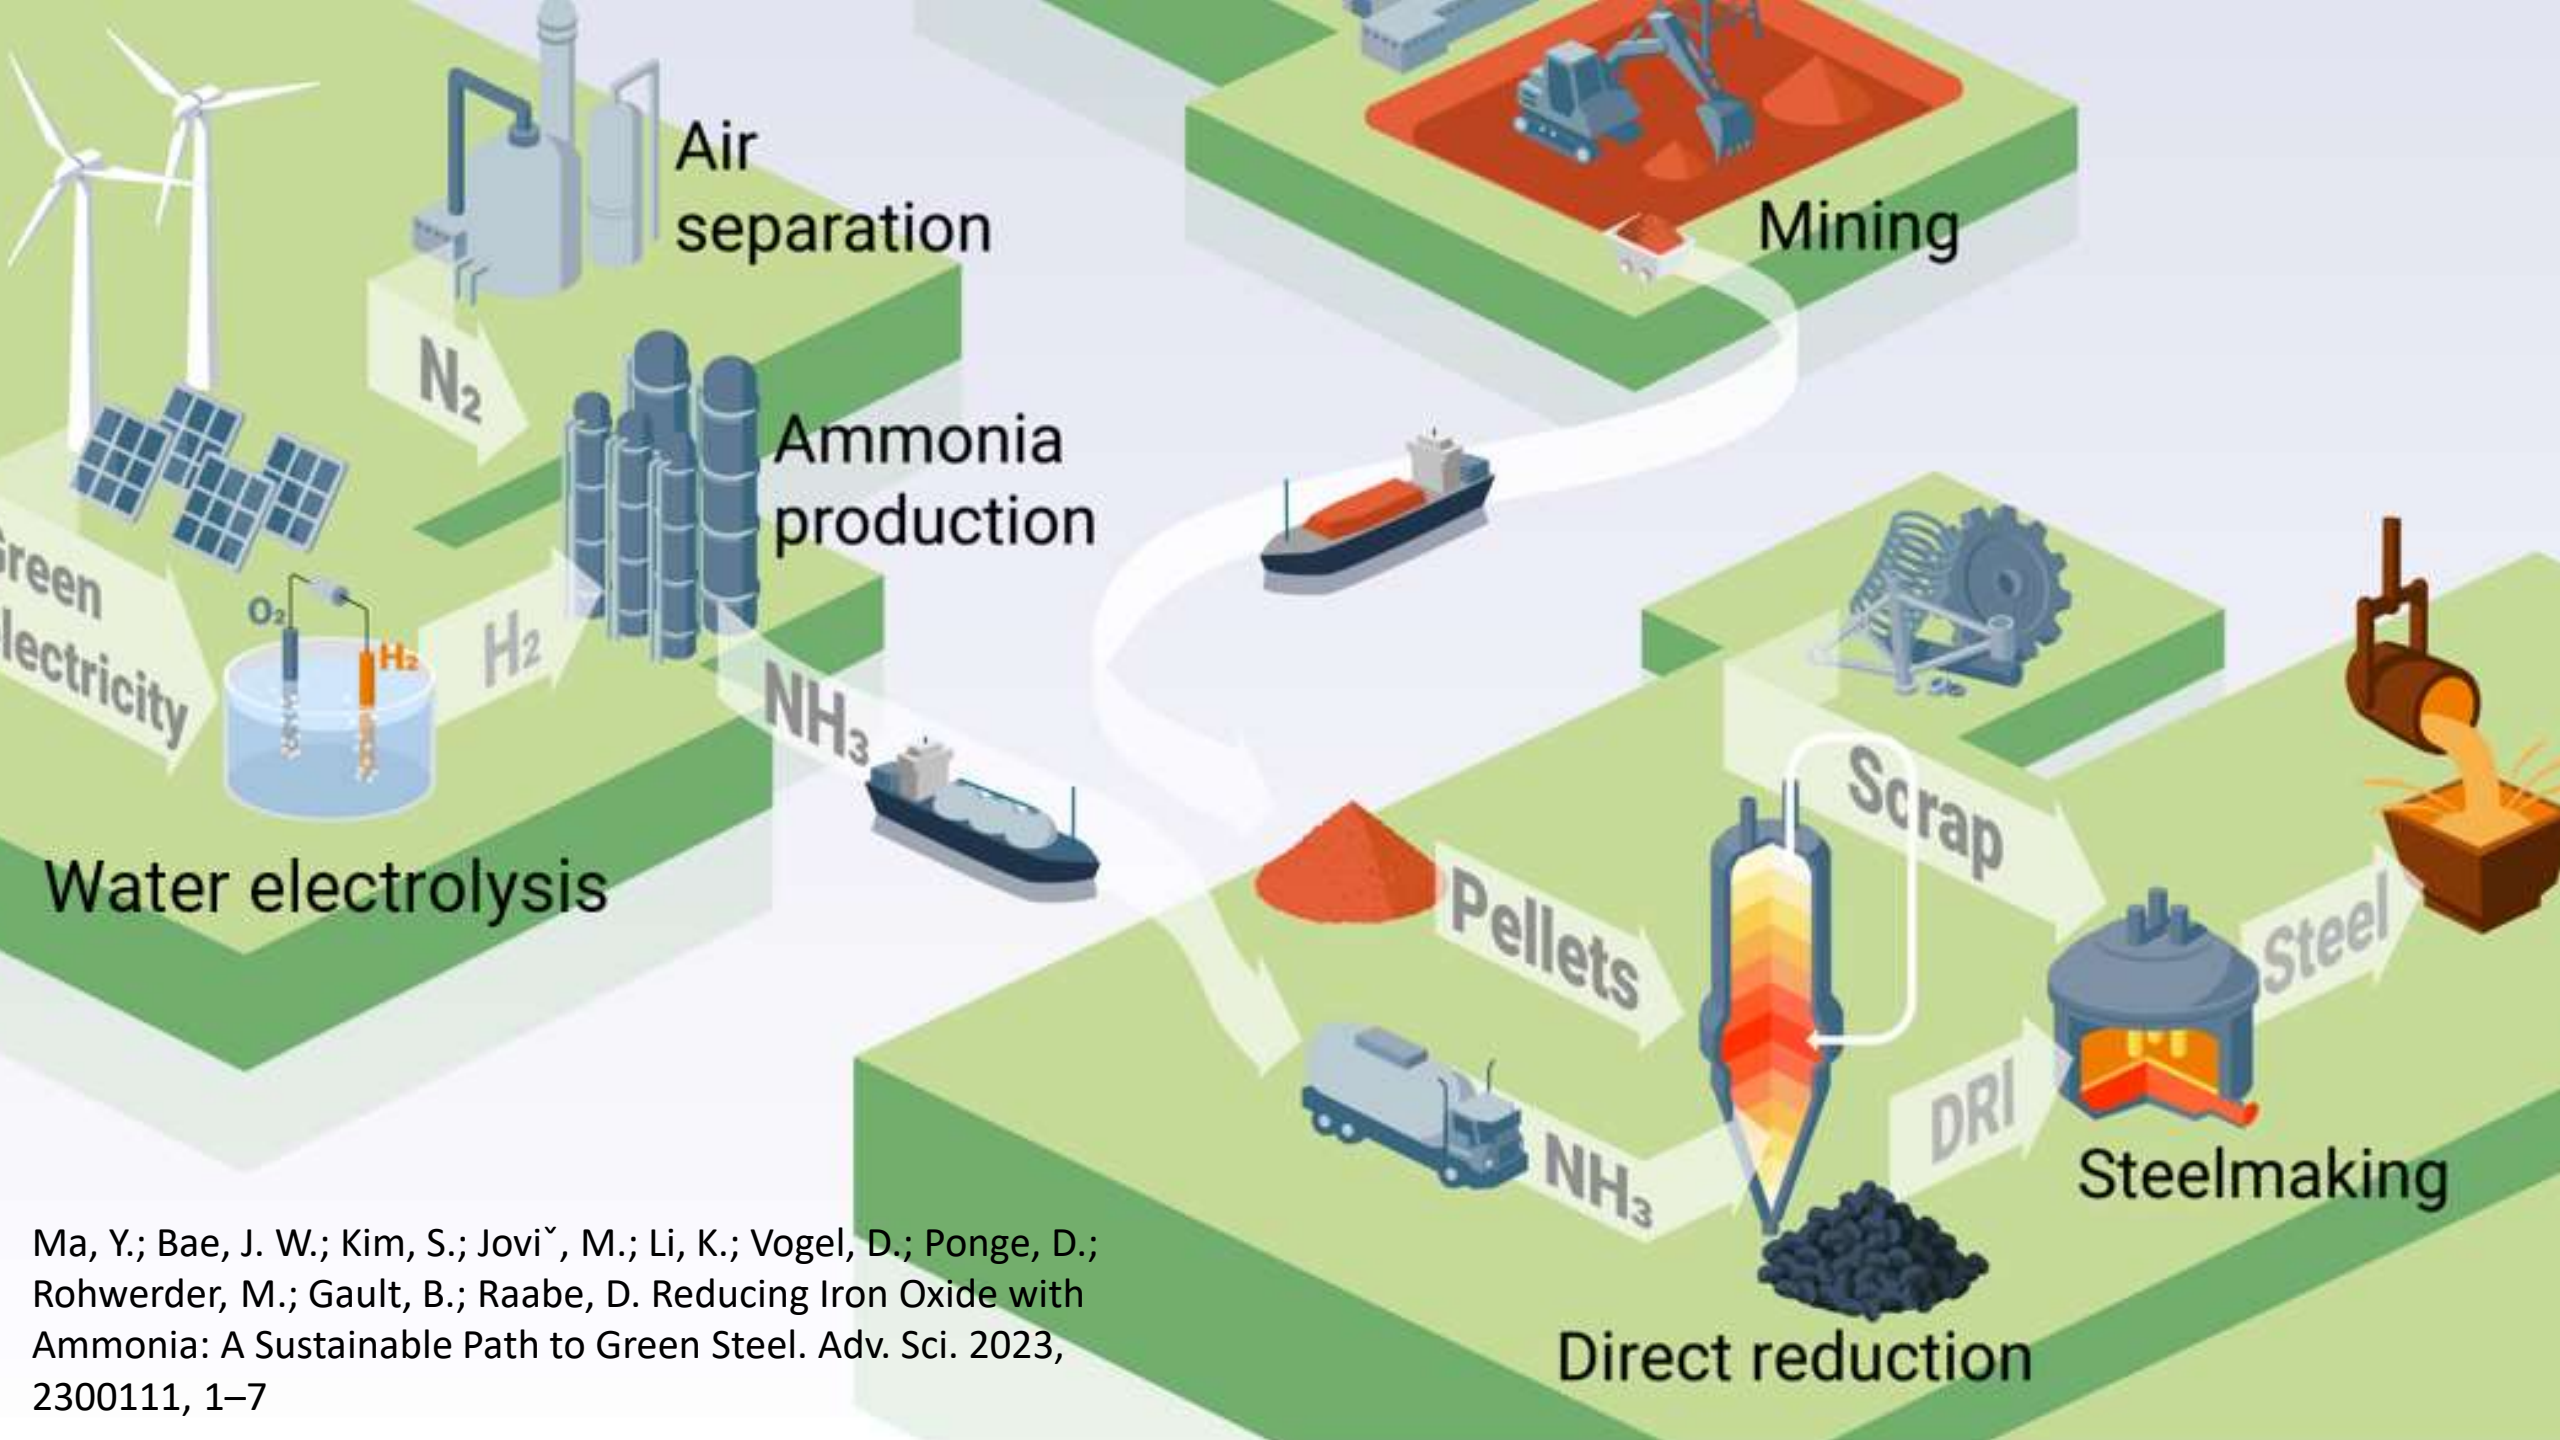 Air
separation
Mining
N₂
Ammonia
production
Green
electricity
O₂
H₂
H₂
NH₃
Water electrolysis
Scrap
Pellets
Steel
DRI
NH₃
Steelmaking
Direct reduction
Ma, Y.; Bae, J. W.; Kim, S.; Joviˇ, M.; Li, K.; Vogel, D.; Ponge, D.;
Rohwerder, M.; Gault, B.; Raabe, D. Reducing Iron Oxide with
Ammonia: A Sustainable Path to Green Steel. Adv. Sci. 2023,
2300111, 1–7